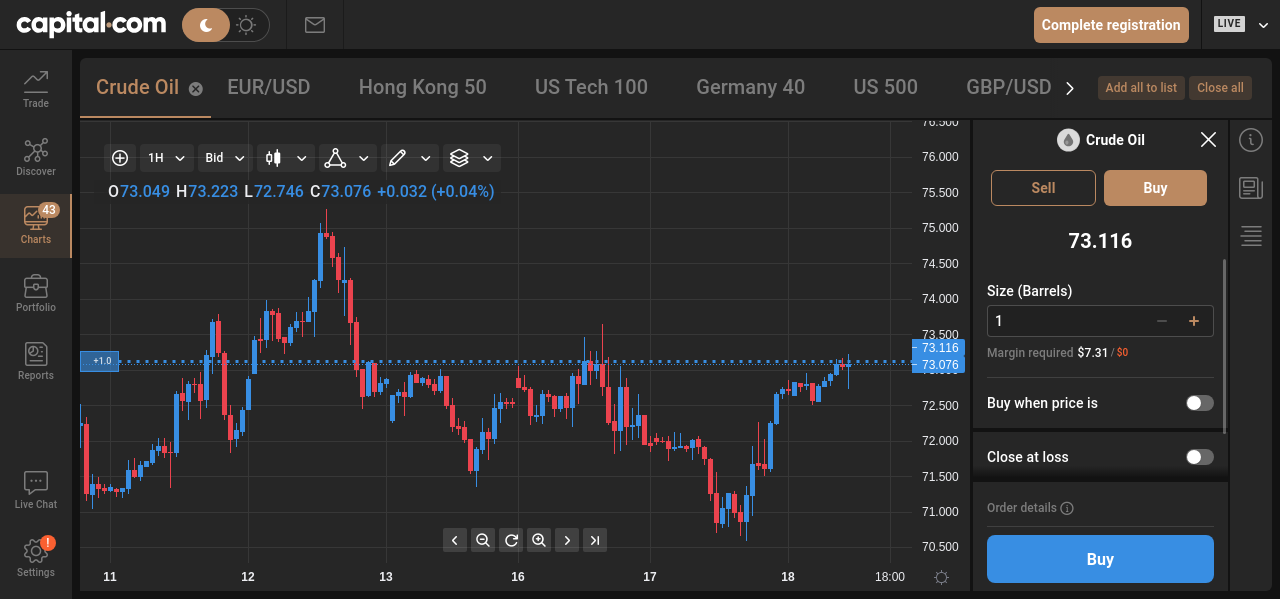 capital.com
Complete registration
LIVE
Trade
Discover
43
Charts
Portfolio
Reports
Live Chat
!
Settings
Crude Oil
EUR/USD
Hong Kong 50
US Tech 100
Germany 40
US 500
GBP/USD
Add all to list
Close all
1H
Bid
O73.049 H73.223 L72.746 C73.076 +0.032 (+0.04%)
+1.0
76.500
76.000
75.500
75.000
74.500
74.000
73.500
73.116
73.076
72.500
72.000
71.500
71.000
70.500
11
12
13
16
17
18
18:00
Crude Oil
Sell
Buy
73.116
Size (Barrels)
1
Margin required $7.31 / $0
Buy when price is
Close at loss
Order details
Buy